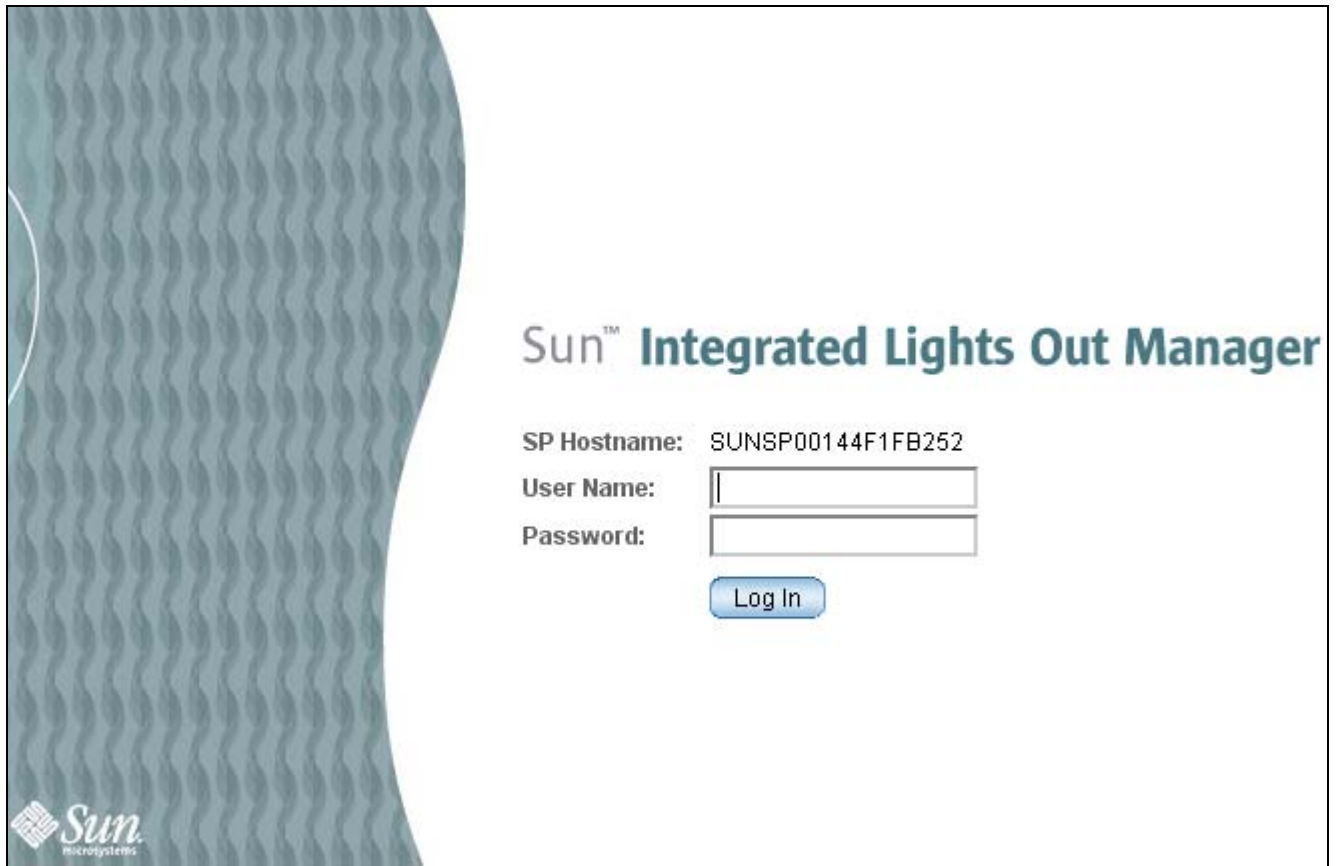 Sun™ Integrated Lights Out Manager
SP Hostname: SUNSP00144F1FB252
User Name:
Password:
Log In
Sun.
microsystems